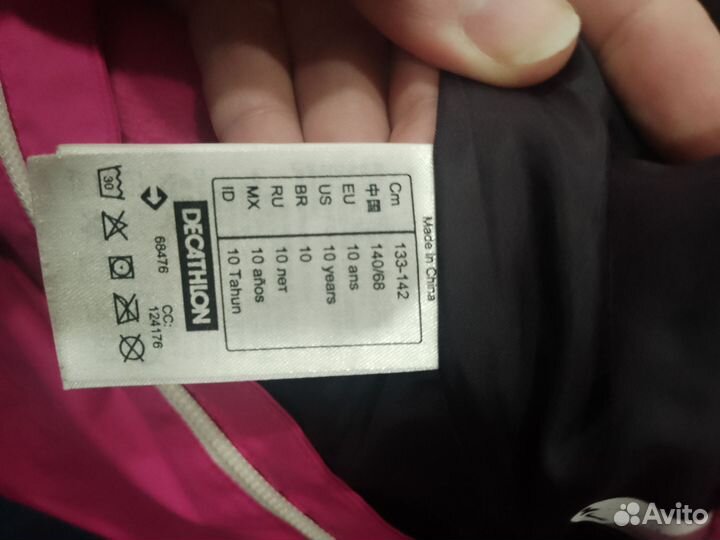 Made in China
Cm 133-142
中国 140/68
EU 10 ans
US 10 years
BR 10
RU 10 лет
MX 10 años
ID 10 Tahun
DECATHLON
68476 CC: 124176
30
Avito